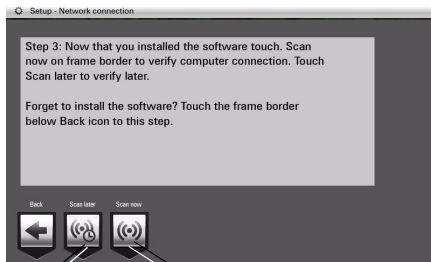 Setup - Network connection
Step 3: Now that you installed the software touch. Scan
now on frame border to verify computer connection. Touch
Scan later to verify later.
Forget to install the software? Touch the frame border
below Back icon to this step.
Back Scan later Scan now